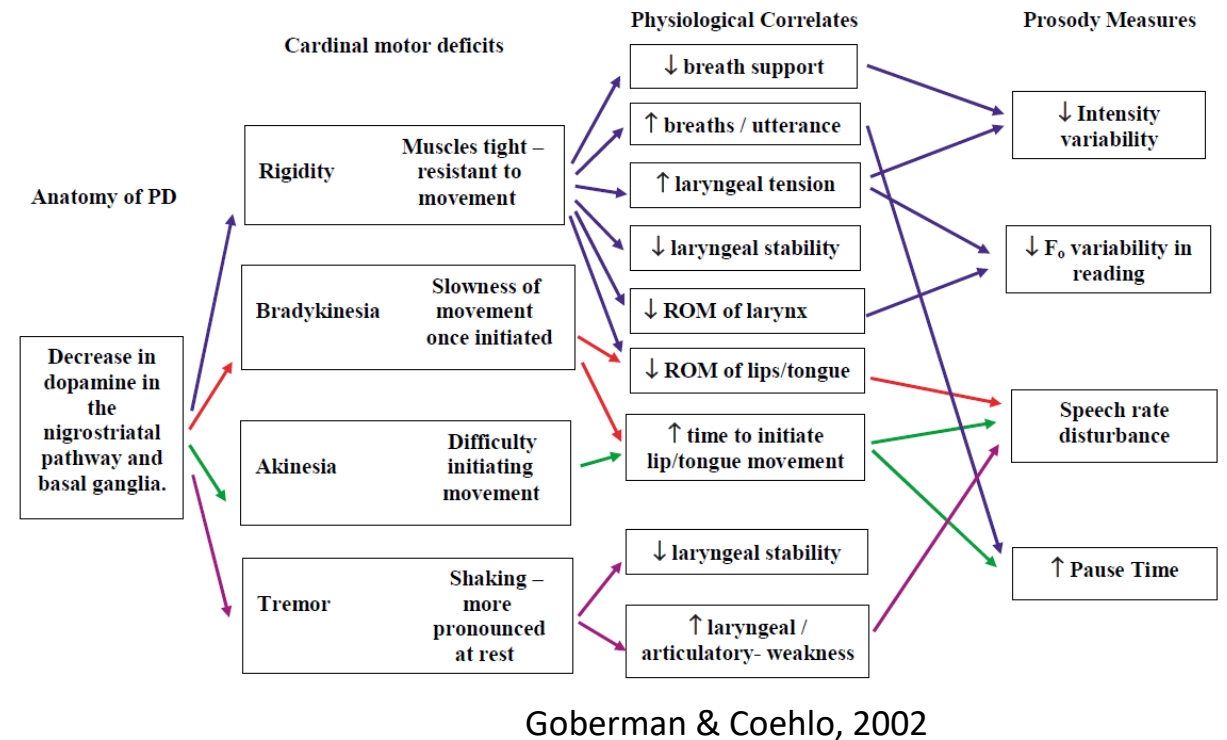 Physiological Correlates
Prosody Measures
Cardinal motor deficits
Anatomy of PD
Decrease in
dopamine in
the
nigrostriatal
pathway and
basal ganglia.
Rigidity
Muscles tight –
resistant to
movement
Bradykinesia
Slowness of
movement
once initiated
Akinesia
Difficulty
initiating
movement
Tremor
Shaking –
more
pronounced
at rest
↓ breath support
↑ breaths / utterance
↑ laryngeal tension
↓ laryngeal stability
↓ ROM of larynx
↓ ROM of lips/tongue
↑ time to initiate
lip/tongue movement
↓ laryngeal stability
↑ laryngeal /
articulatory- weakness
↓ Intensity
variability
↓ Fₒ variability in
reading
Speech rate
disturbance
↑ Pause Time
Goberman & Coehlo, 2002